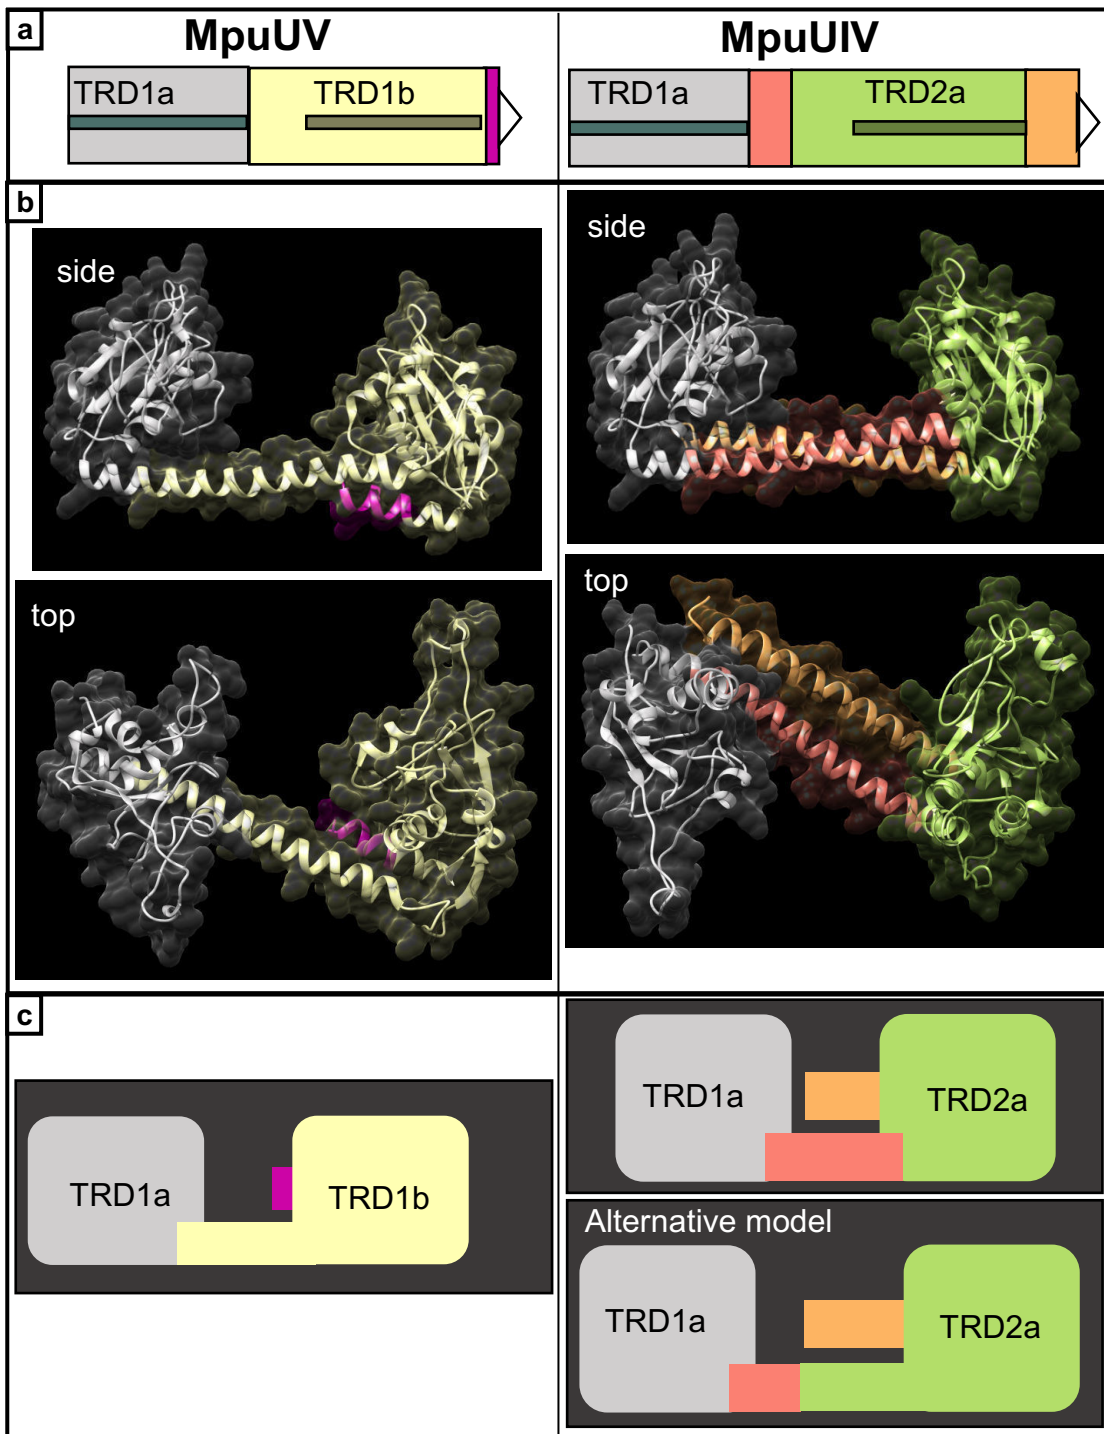 a
MpuUV
MpuUIV
TRD1a
TRD1b
TRD1a
TRD2a
b
side
side
top
top
c
TRD1a
TRD1b
TRD1a
TRD2a
Alternative model
TRD1a
TRD2a